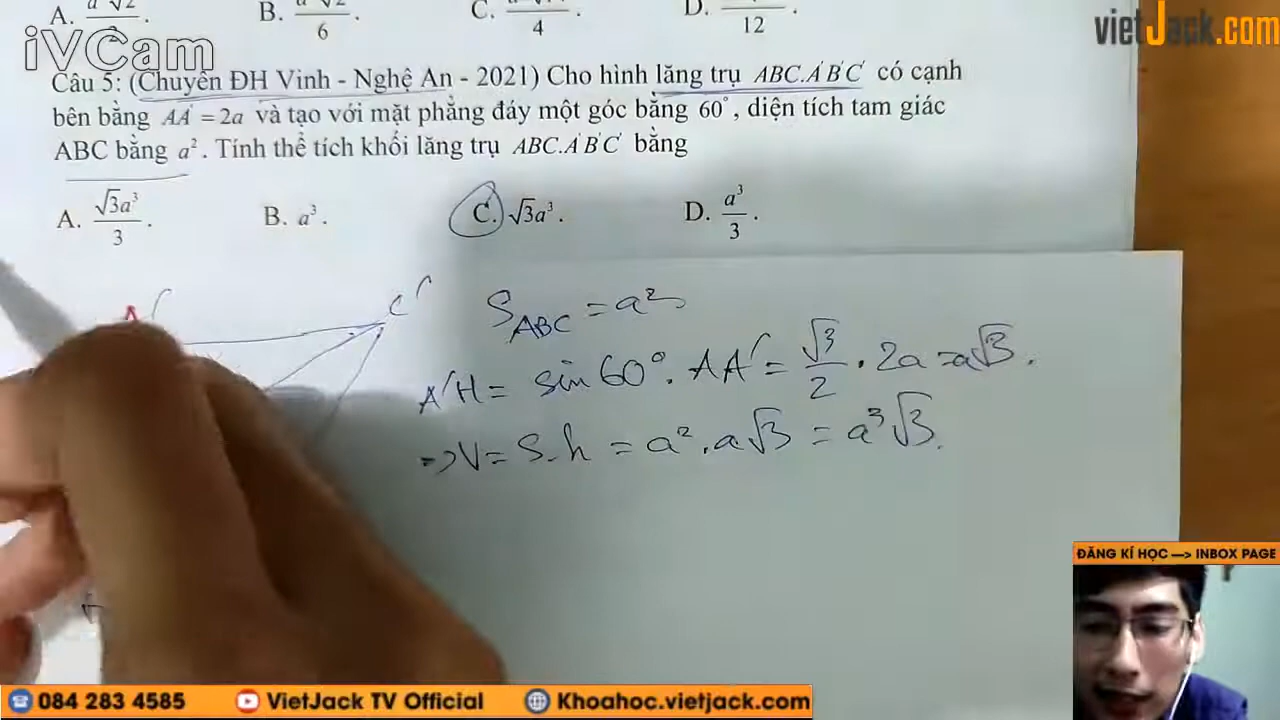 A. B. C. D.
6 4 12
iVCam
vietJack.com
Câu 5: (Chuyên ĐH Vinh - Nghệ An - 2021) Cho hình lăng trụ ABC.A'B'C' có cạnh
bên bằng AA' = 2a và tạo với mặt phẳng đáy một góc bằng 60°, diện tích tam giác
ABC bằng a². Tính thể tích khối lăng trụ ABC.A'B'C' bằng
A. √3a³/3. B. a³. C. √3a³. D. a³/3.
A' C'
S_ABC = a²
A'H = sin 60°. AA' = √3/2 . 2a = a√3.
=> V = S.h = a².a√3 = a³√3.
ĐĂNG KÍ HỌC —> INBOX PAGE
084 283 4585 VietJack TV Official Khoahoc.vietjack.com